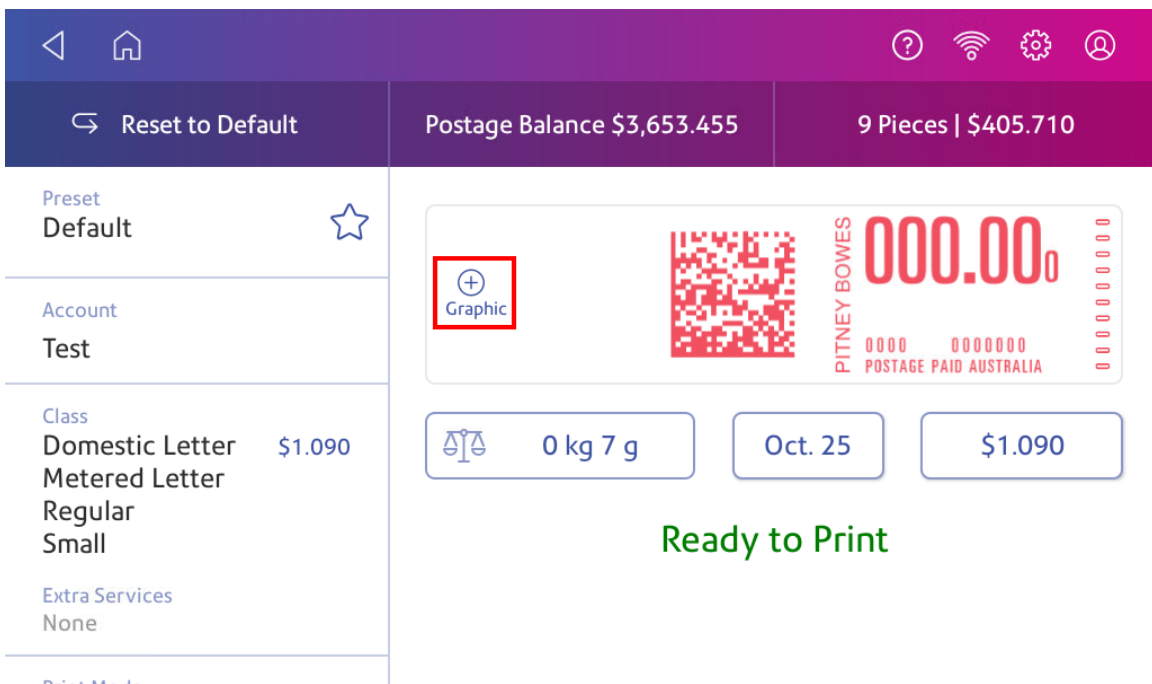 Reset to Default
Postage Balance $3,653.455
9 Pieces | $405.710
Preset
Default
Account
Test
Class
Domestic Letter $1.090
Metered Letter
Regular
Small
Extra Services
None
Graphic
PITNEY BOWES
000.000
0000 0000000
POSTAGE PAID AUSTRALIA
0000000000
0 kg 7 g
Oct. 25
$1.090
Ready to Print